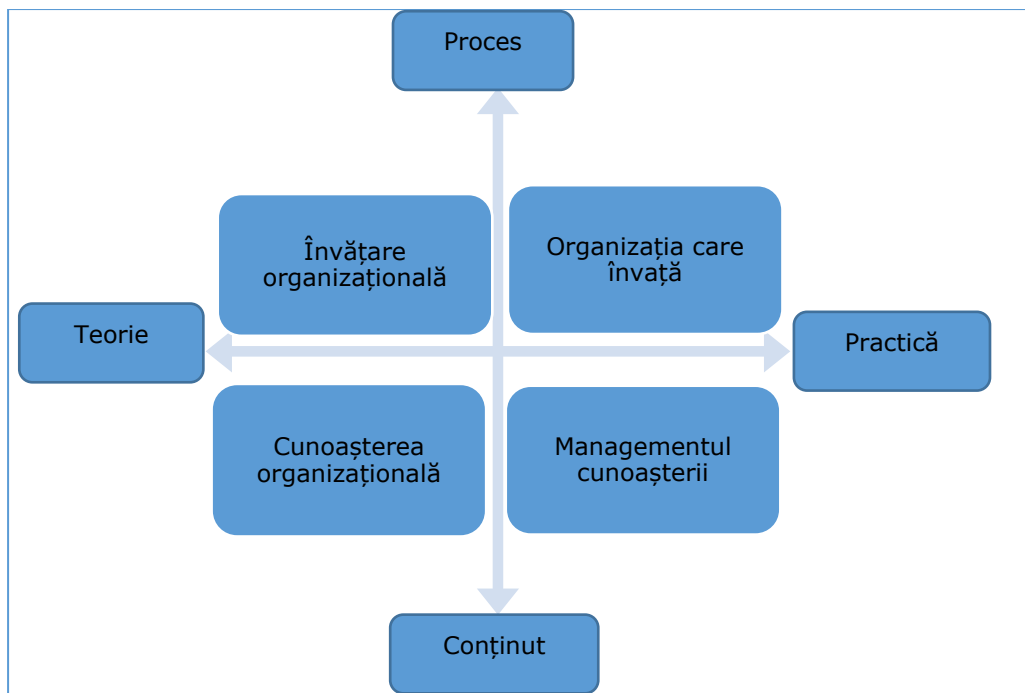 Proces
Învățare
organizațională
Organizația care
învață
Teorie
Practică
Cunoașterea
organizațională
Managementul
cunoașterii
Conținut